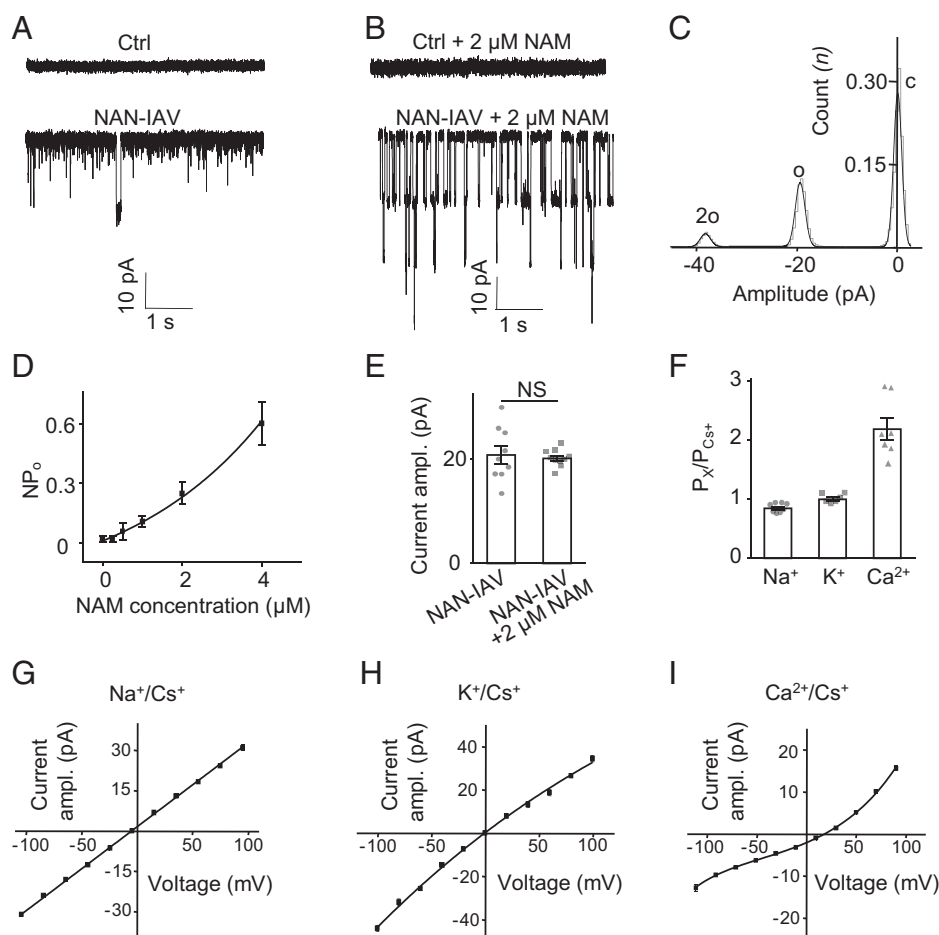 A
Ctrl
NAN-IAV
10 pA
1 s
B
Ctrl + 2 µM NAM
NAN-IAV + 2 µM NAM
10 pA
1 s
C
Count (n)
0.30
0.15
c
o
2o
-40
-20
0
Amplitude (pA)
D
NPo
0.6
0.3
0
0
2
4
NAM concentration (µM)
E
Current ampl. (pA)
NS
20
0
NAN-IAV
NAN-IAV
+2 µM NAM
F
PX/PCs+
3
2
1
0
Na+
K+
Ca2+
G
Na+/Cs+
Current
ampl. (pA)
30
15
-100
-50
50
100
-15
-30
Voltage (mV)
H
K+/Cs+
Current
ampl. (pA)
40
20
-100
-50
0
50
100
-20
-40
Voltage (mV)
I
Ca2+/Cs+
Current
ampl. (pA)
20
10
-100
-50
50
100
-10
-20
Voltage (mV)